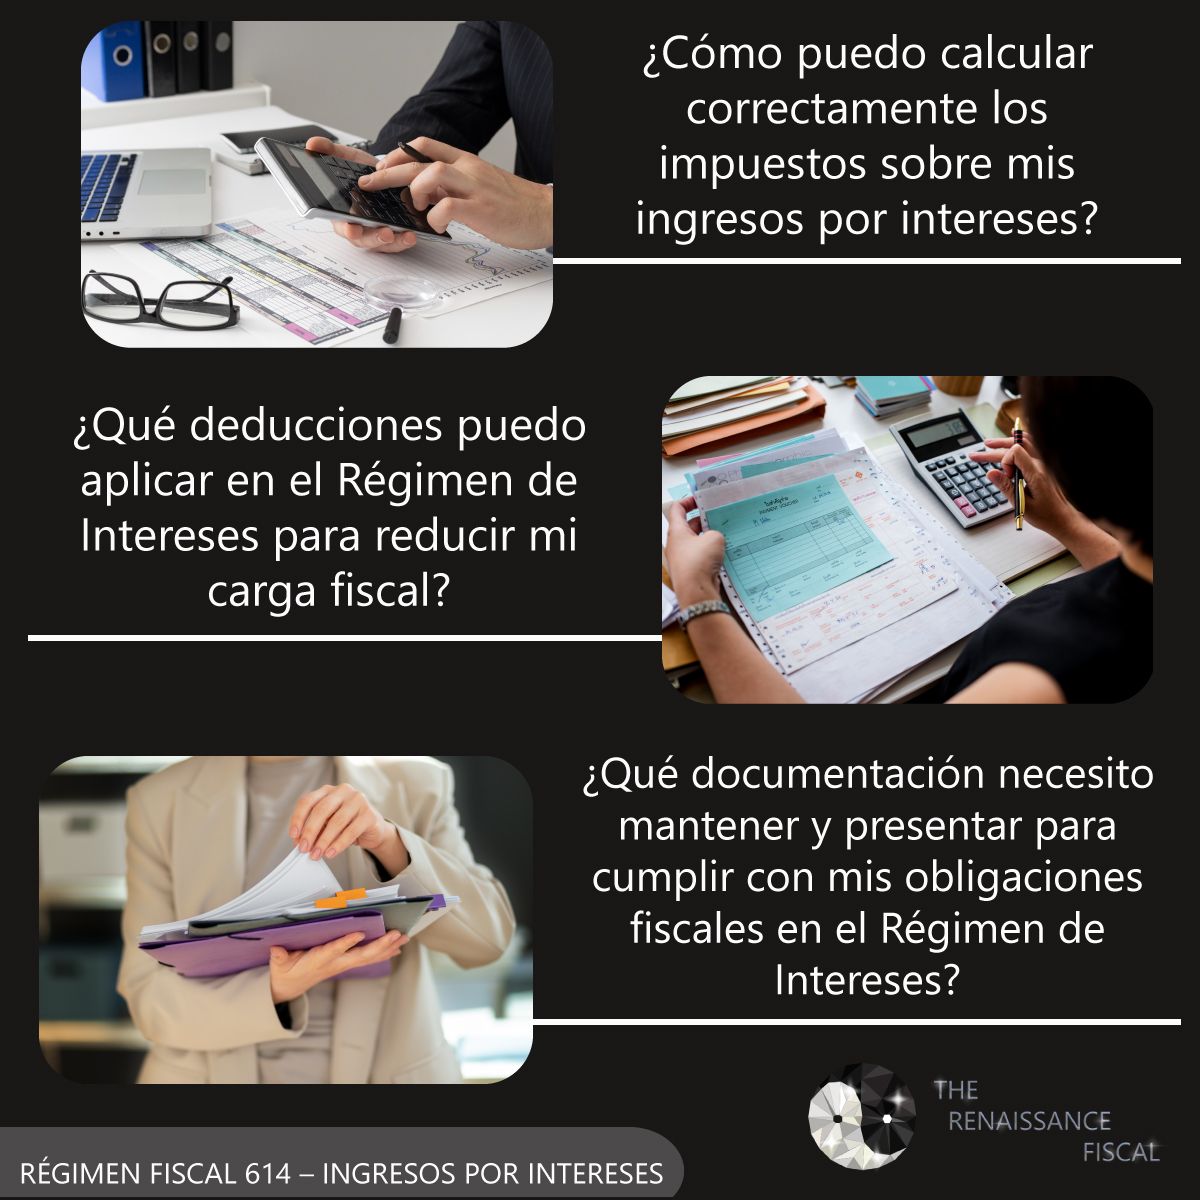 ¿Cómo puedo calcular
correctamente los
impuestos sobre mis
ingresos por intereses?
¿Qué deducciones puedo
aplicar en el Régimen de
Intereses para reducir mi
carga fiscal?
PAYMENT VOUCHER
¿Qué documentación necesito
mantener y presentar para
cumplir con mis obligaciones
fiscales en el Régimen de
Intereses?
THE
RENAISSANCE
FISCAL
RÉGIMEN FISCAL 614 – INGRESOS POR INTERESES